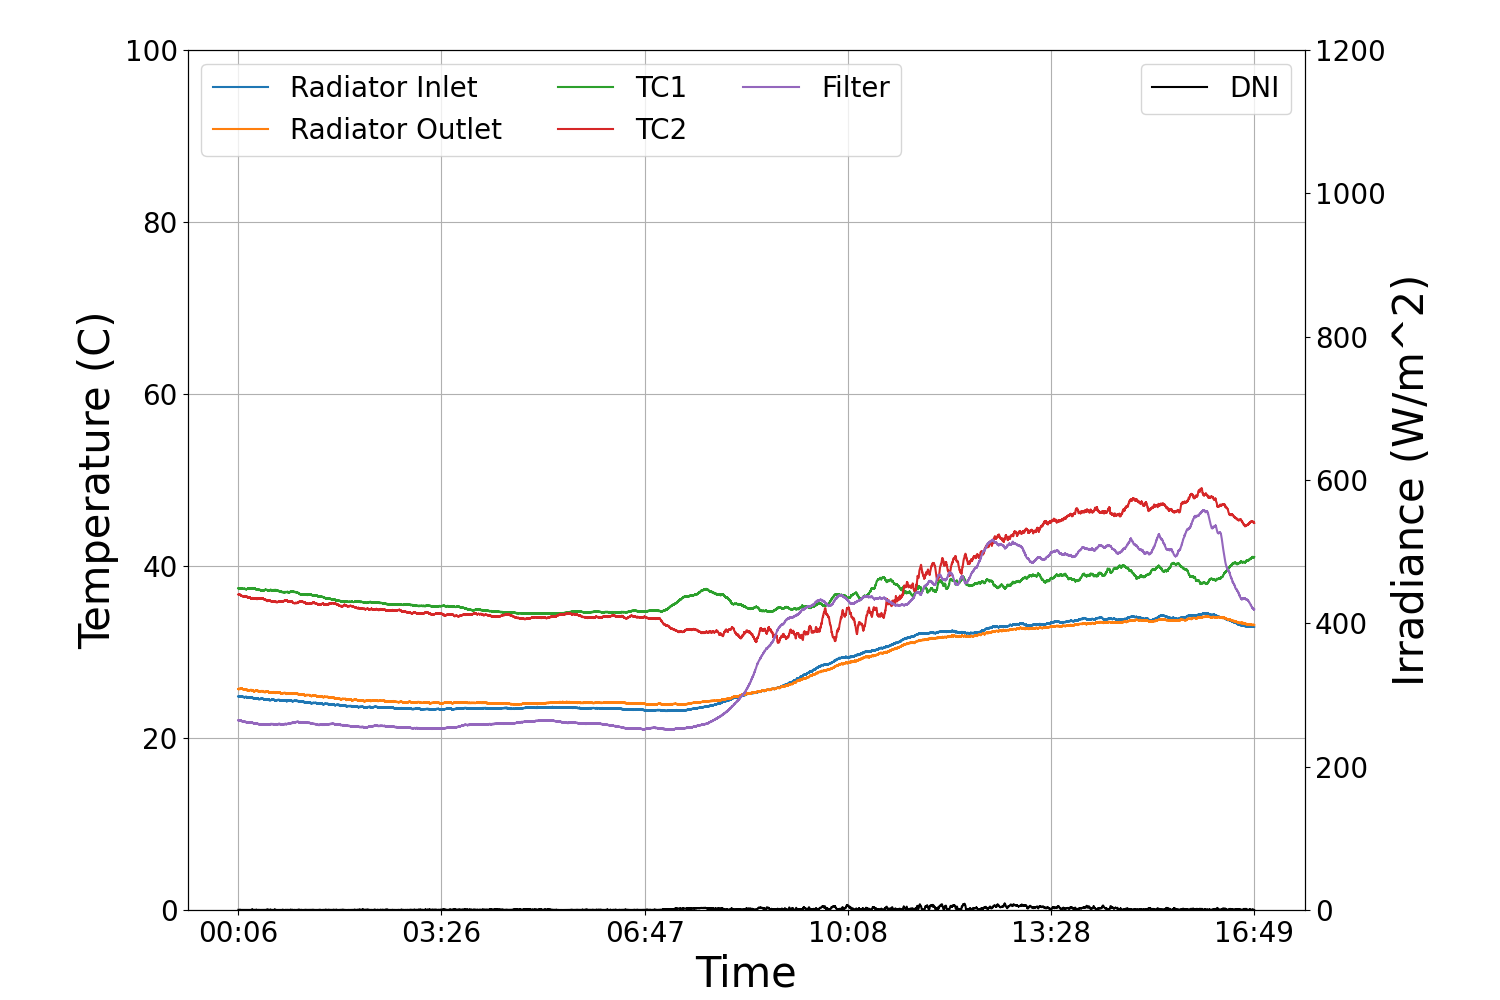 100
80
60
40
20
0
Temperature (C)
Radiator Inlet
Radiator Outlet
TC1
TC2
Filter
DNI
1200
1000
800
600
400
200
0
Irradiance (W/m^2)
00:06 03:26 06:47 10:08 13:28 16:49
Time